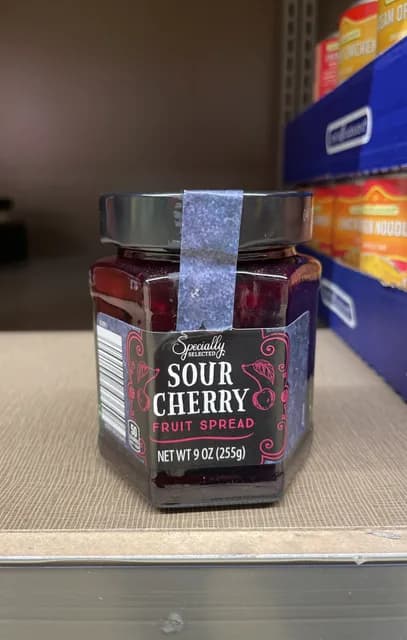 Specially
SELECTED
SOUR
CHERRY
FRUIT SPREAD
NET WT 9 OZ (255g)